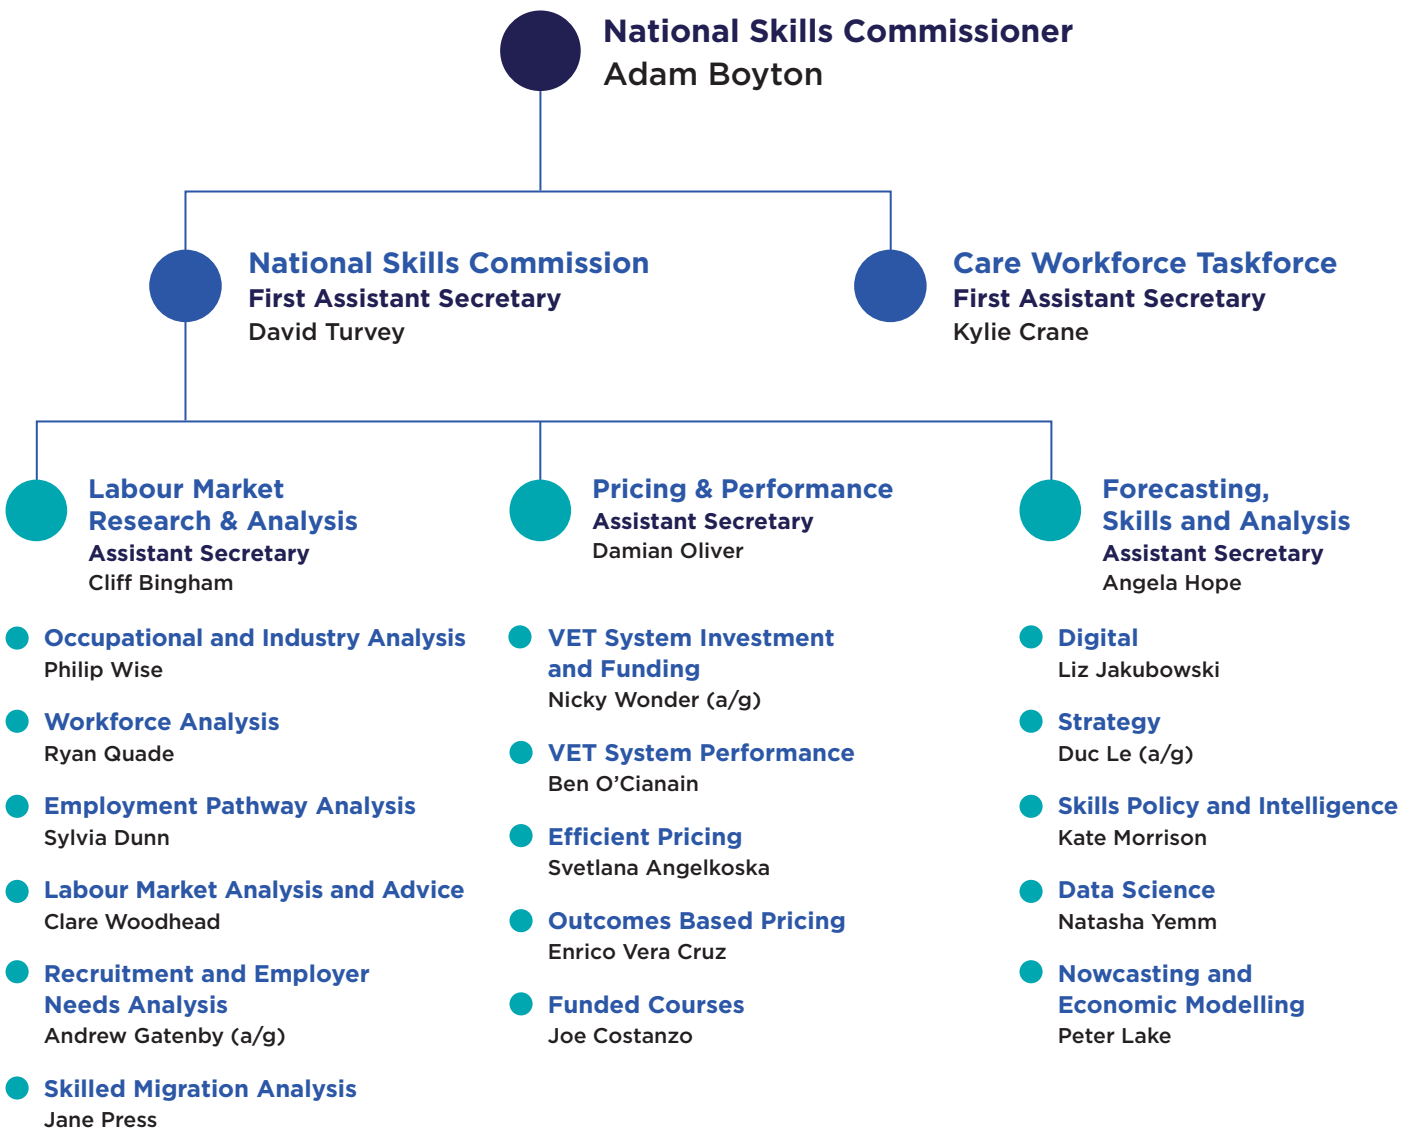 National Skills Commissioner
Adam Boyton
National Skills Commission
First Assistant Secretary
David Turvey
Care Workforce Taskforce
First Assistant Secretary
Kylie Crane
Labour Market
Research & Analysis
Assistant Secretary
Cliff Bingham
Occupational and Industry Analysis
Philip Wise
Workforce Analysis
Ryan Quade
Employment Pathway Analysis
Sylvia Dunn
Labour Market Analysis and Advice
Clare Woodhead
Recruitment and Employer
Needs Analysis
Andrew Gatenby (a/g)
Skilled Migration Analysis
Jane Press
Pricing & Performance
Assistant Secretary
Damian Oliver
VET System Investment
and Funding
Nicky Wonder (a/g)
VET System Performance
Ben O’Cianain
Efficient Pricing
Svetlana Angelkoska
Outcomes Based Pricing
Enrico Vera Cruz
Funded Courses
Joe Costanzo
Forecasting,
Skills and Analysis
Assistant Secretary
Angela Hope
Digital
Liz Jakubowski
Strategy
Duc Le (a/g)
Skills Policy and Intelligence
Kate Morrison
Data Science
Natasha Yemm
Nowcasting and
Economic Modelling
Peter Lake